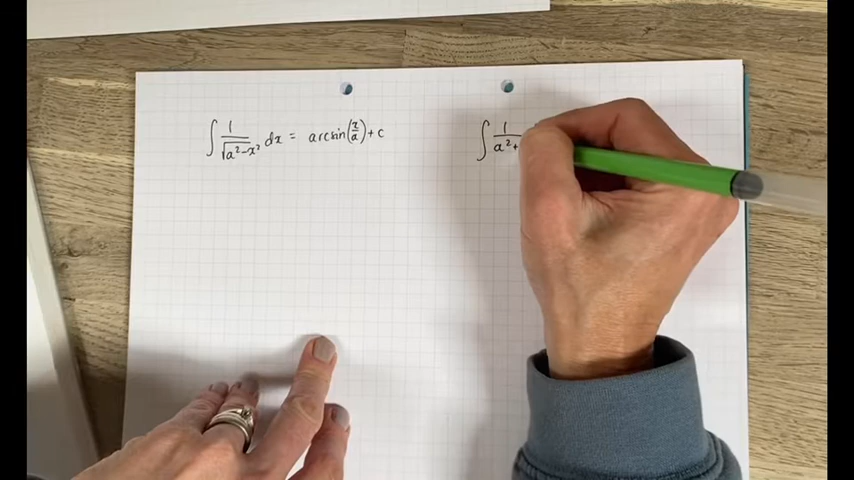 ∫ 1/√(a²-x²) dx = arcsin(x/a) + c
∫ 1/a²+